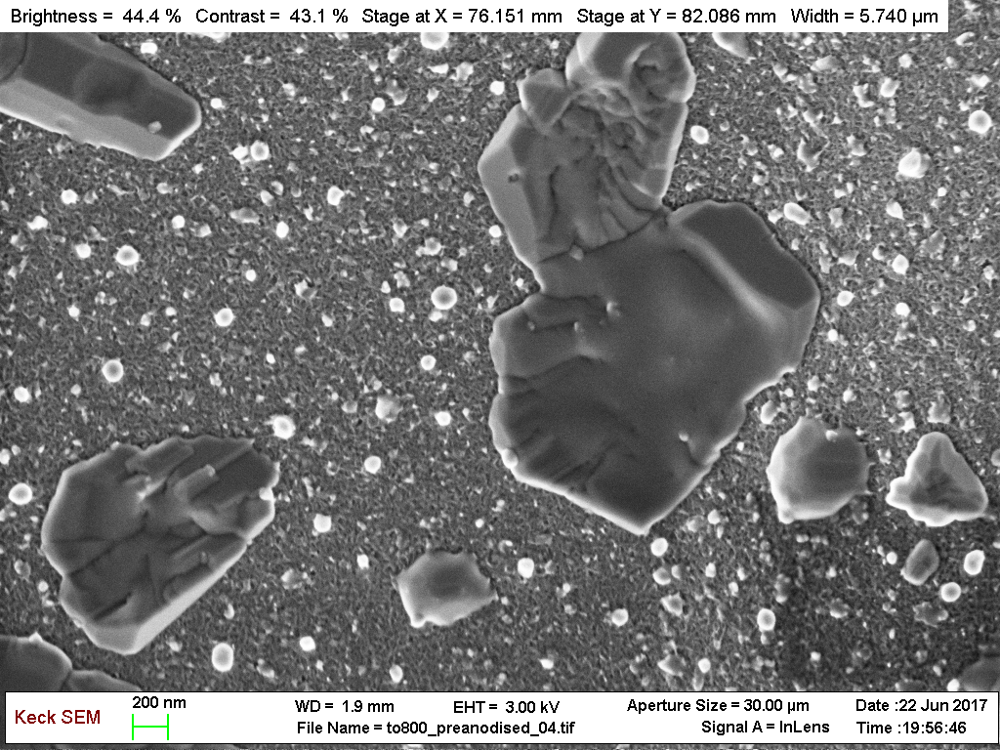 Brightness = 44.4 % Contrast = 43.1 % Stage at X = 76.151 mm Stage at Y = 82.086 mm Width = 5.740 µm
Keck SEM 200 nm WD = 1.9 mm EHT = 3.00 kV Aperture Size = 30.00 µm Date :22 Jun 2017
File Name = to800_preanodised_04.tif Signal A = InLens Time :19:56:46